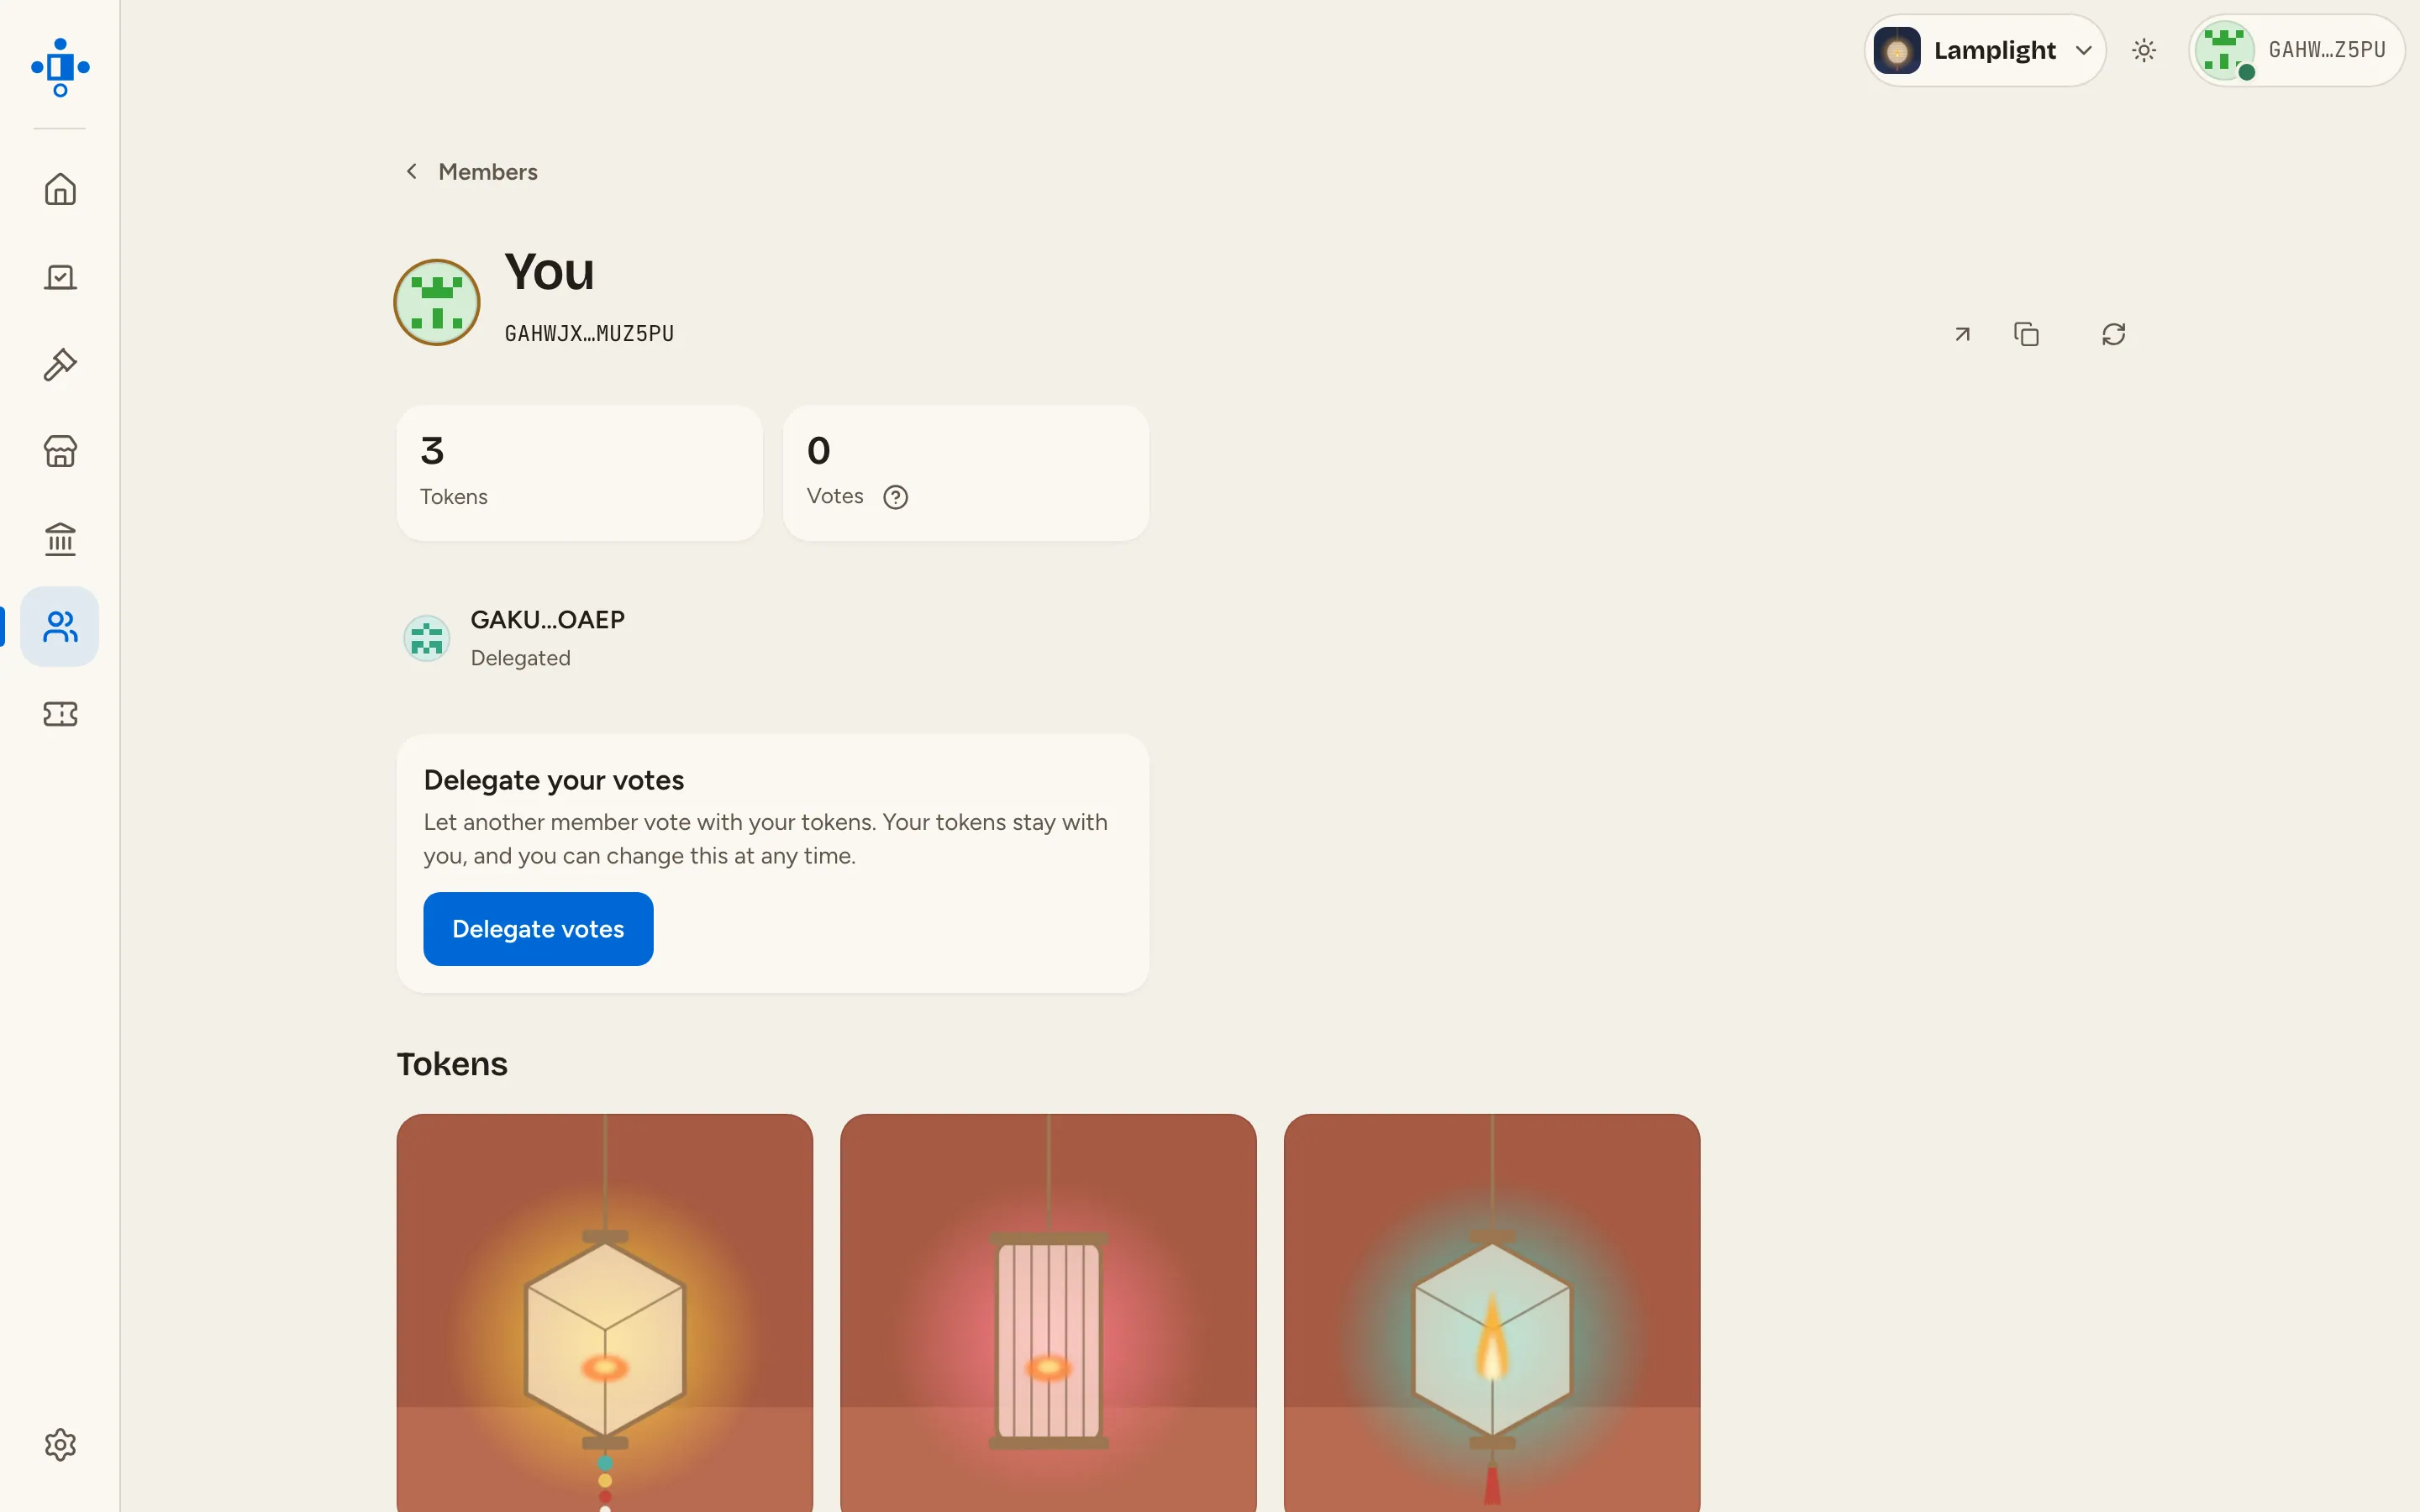 Lamplight
GAHW…Z5PU
Members
You
GAHWJX…MUZ5PU
3
Tokens
0
Votes
GAKU…OAEP
Delegated
Delegate your votes
Let another member vote with your tokens. Your tokens stay with
you, and you can change this at any time.
Delegate votes
Tokens